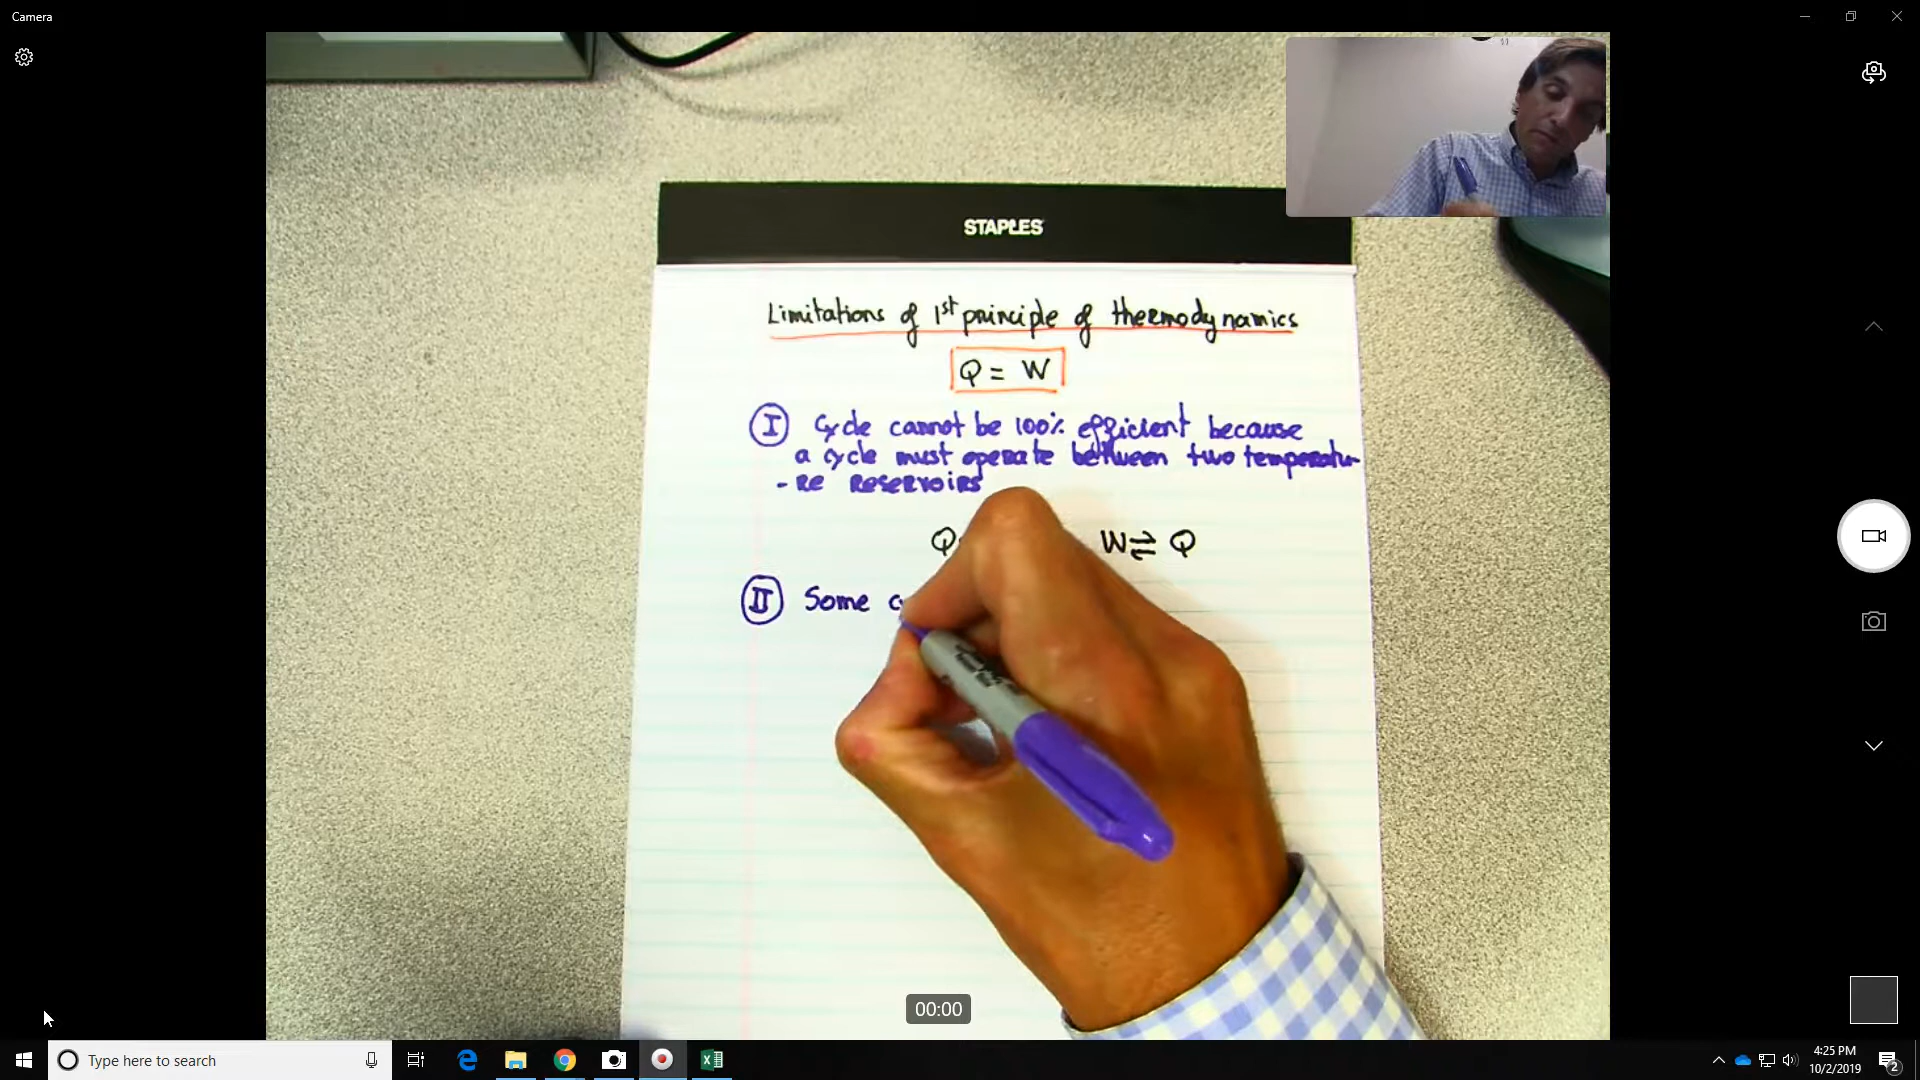 Camera
STAPLES
Limitations of 1st principle of thermodynamics
Q = W
I Cycle cannot be 100% efficient because
a cycle must operate between two temperatu-
-re reservoirs
Q W ⇌ Q
II Some
00:00
Type here to search
4:25 PM
10/2/2019
2